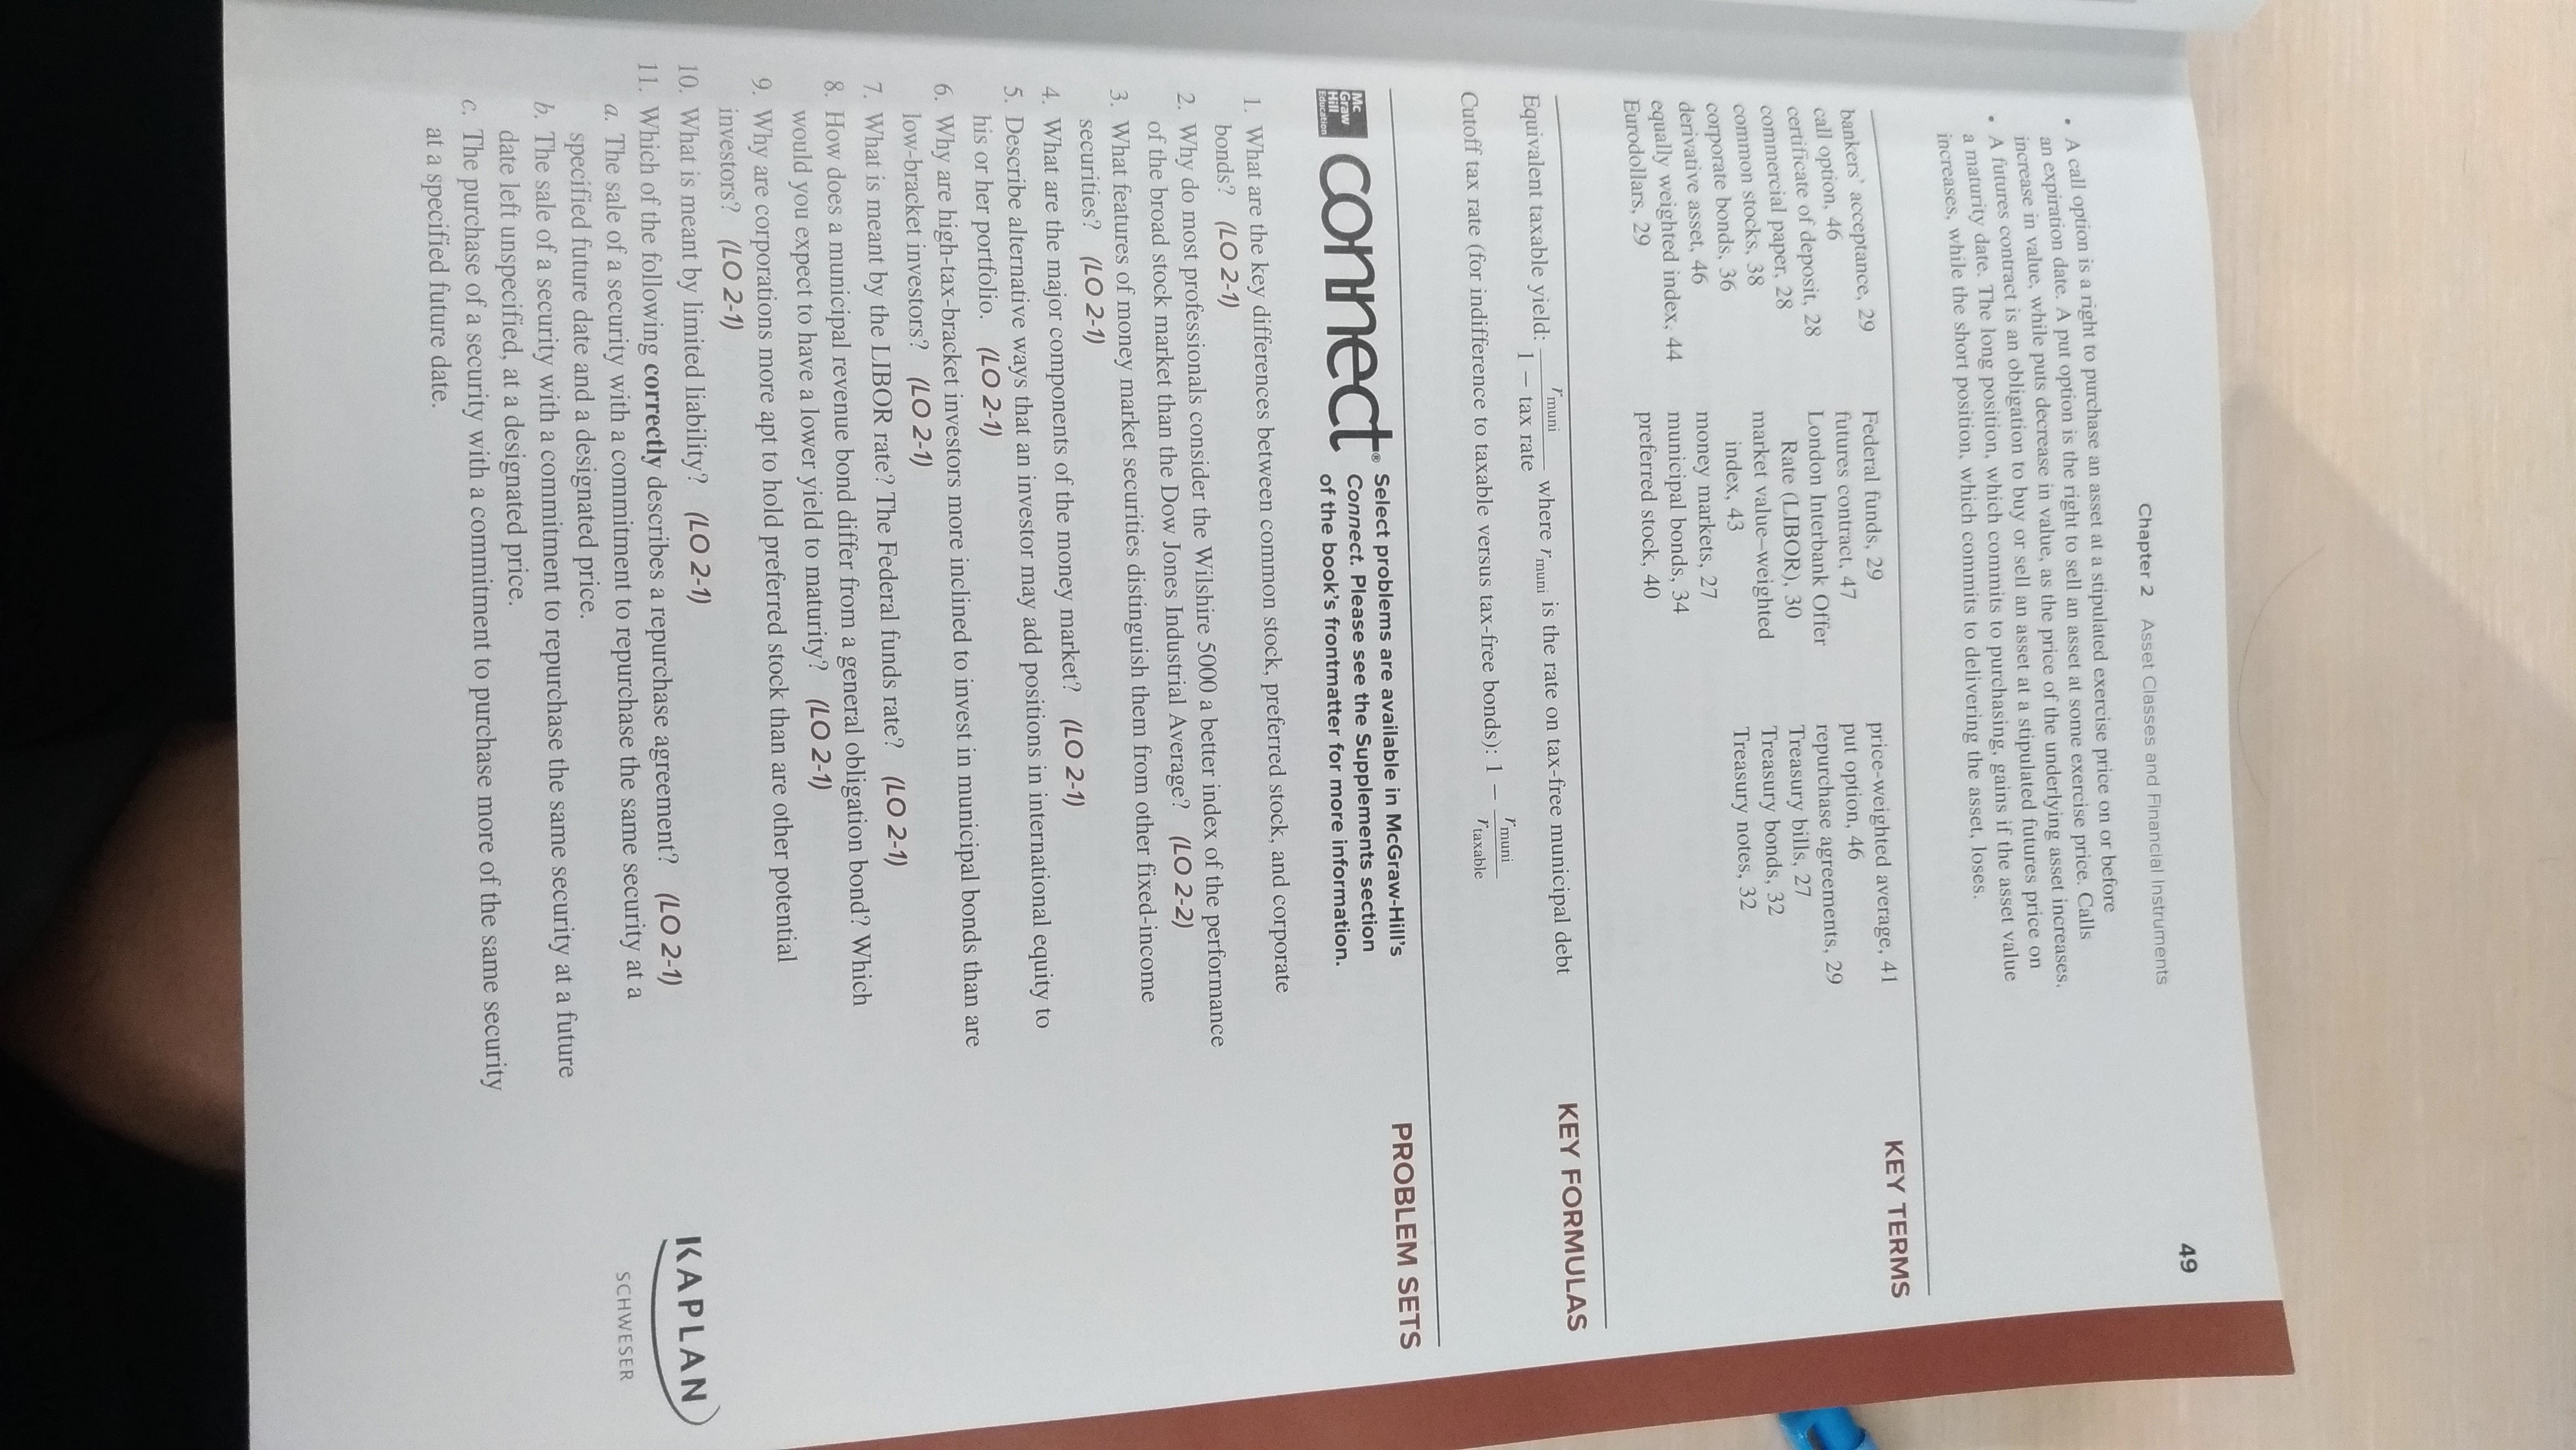 49
Chapter 2 Asset Classes and Financial Instruments
• A call option is a right to purchase an asset at a stipulated exercise price on or before
an expiration date. A put option is the right to sell an asset at some exercise price. Calls
increase in value, while puts decrease in value, as the price of the underlying asset increases.
• A futures contract is an obligation to buy or sell an asset at a stipulated futures price on
a maturity date. The long position, which commits to purchasing, gains if the asset value
increases, while the short position, which commits to delivering the asset, loses.
KEY TERMS
bankers' acceptance, 29
call option, 46
certificate of deposit, 28
commercial paper, 28
common stocks, 38
corporate bonds, 36
derivative asset, 46
equally weighted index, 44
Eurodollars, 29
Federal funds, 29
futures contract, 47
London Interbank Offer
Rate (LIBOR), 30
market value–weighted
index, 43
money markets, 27
municipal bonds, 34
preferred stock, 40
price-weighted average, 41
put option, 46
repurchase agreements, 29
Treasury bills, 27
Treasury bonds, 32
Treasury notes, 32
KEY FORMULAS
Equivalent taxable yield: r_muni / (1 − tax rate) where r_muni is the rate on tax-free municipal debt
Cutoff tax rate (for indifference to taxable versus tax-free bonds): 1 − r_muni / r_taxable
PROBLEM SETS
Mc
Graw
Hill
Education
connect®
Select problems are available in McGraw-Hill's
Connect. Please see the Supplements section
of the book's frontmatter for more information.
1. What are the key differences between common stock, preferred stock, and corporate
bonds? (LO 2-1)
2. Why do most professionals consider the Wilshire 5000 a better index of the performance
of the broad stock market than the Dow Jones Industrial Average? (LO 2-2)
3. What features of money market securities distinguish them from other fixed-income
securities? (LO 2-1)
4. What are the major components of the money market? (LO 2-1)
5. Describe alternative ways that an investor may add positions in international equity to
his or her portfolio. (LO 2-1)
6. Why are high-tax-bracket investors more inclined to invest in municipal bonds than are
low-bracket investors? (LO 2-1)
7. What is meant by the LIBOR rate? The Federal funds rate? (LO 2-1)
8. How does a municipal revenue bond differ from a general obligation bond? Which
would you expect to have a lower yield to maturity? (LO 2-1)
9. Why are corporations more apt to hold preferred stock than are other potential
investors? (LO 2-1)
10. What is meant by limited liability? (LO 2-1)
11. Which of the following correctly describes a repurchase agreement? (LO 2-1)
a. The sale of a security with a commitment to repurchase the same security at a
specified future date and a designated price.
b. The sale of a security with a commitment to repurchase the same security at a future
date left unspecified, at a designated price.
c. The purchase of a security with a commitment to purchase more of the same security
at a specified future date.
KAPLAN
SCHWESER